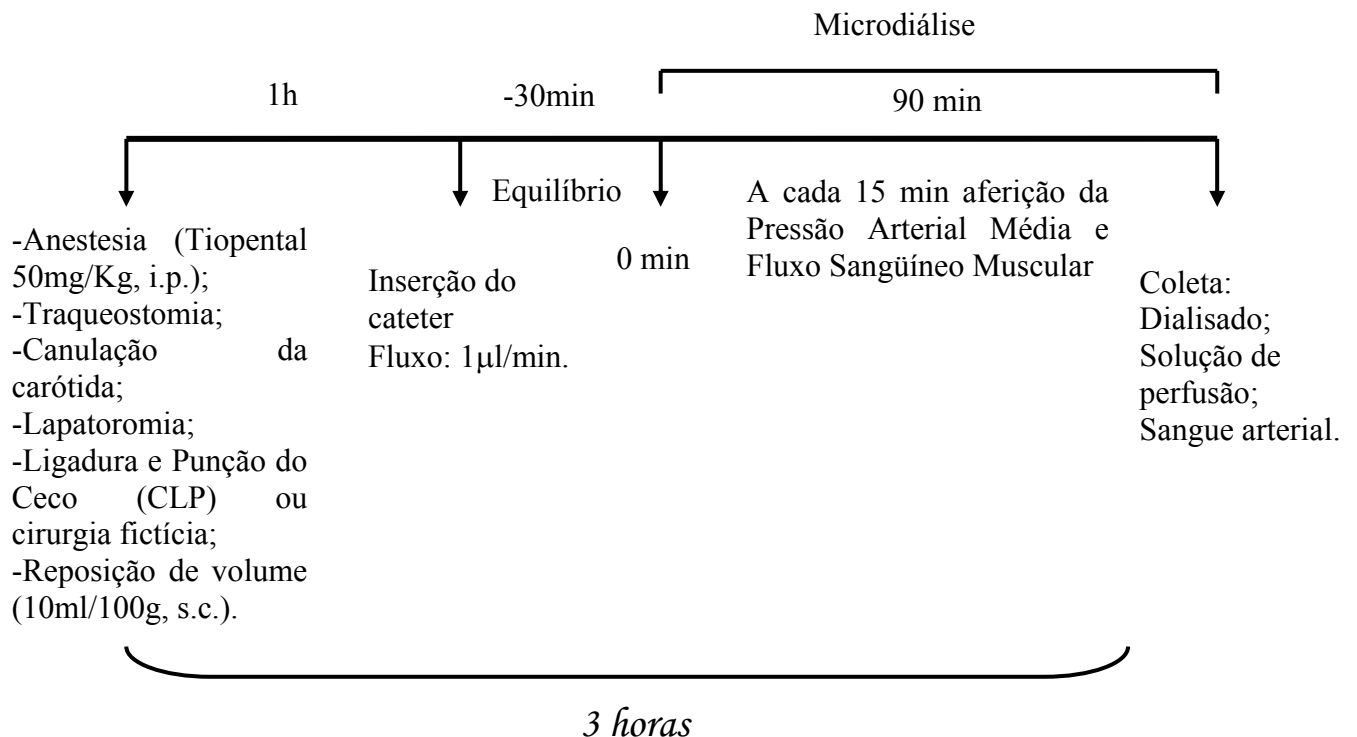 Microdiálise
1h
-30min
90 min
Equilíbrio
0 min
-Anestesia (Tiopental
50mg/Kg, i.p.);
-Traqueostomia;
-Canulação da
carótida;
-Lapatoromia;
-Ligadura e Punção do
Ceco (CLP) ou
cirurgia fictícia;
-Reposição de volume
(10ml/100g, s.c.).
Inserção do
cateter
Fluxo: 1μl/min.
A cada 15 min aferição da
Pressão Arterial Média e
Fluxo Sangüíneo Muscular
Coleta:
Dialisado;
Solução de
perfusão;
Sangue arterial.
3 horas